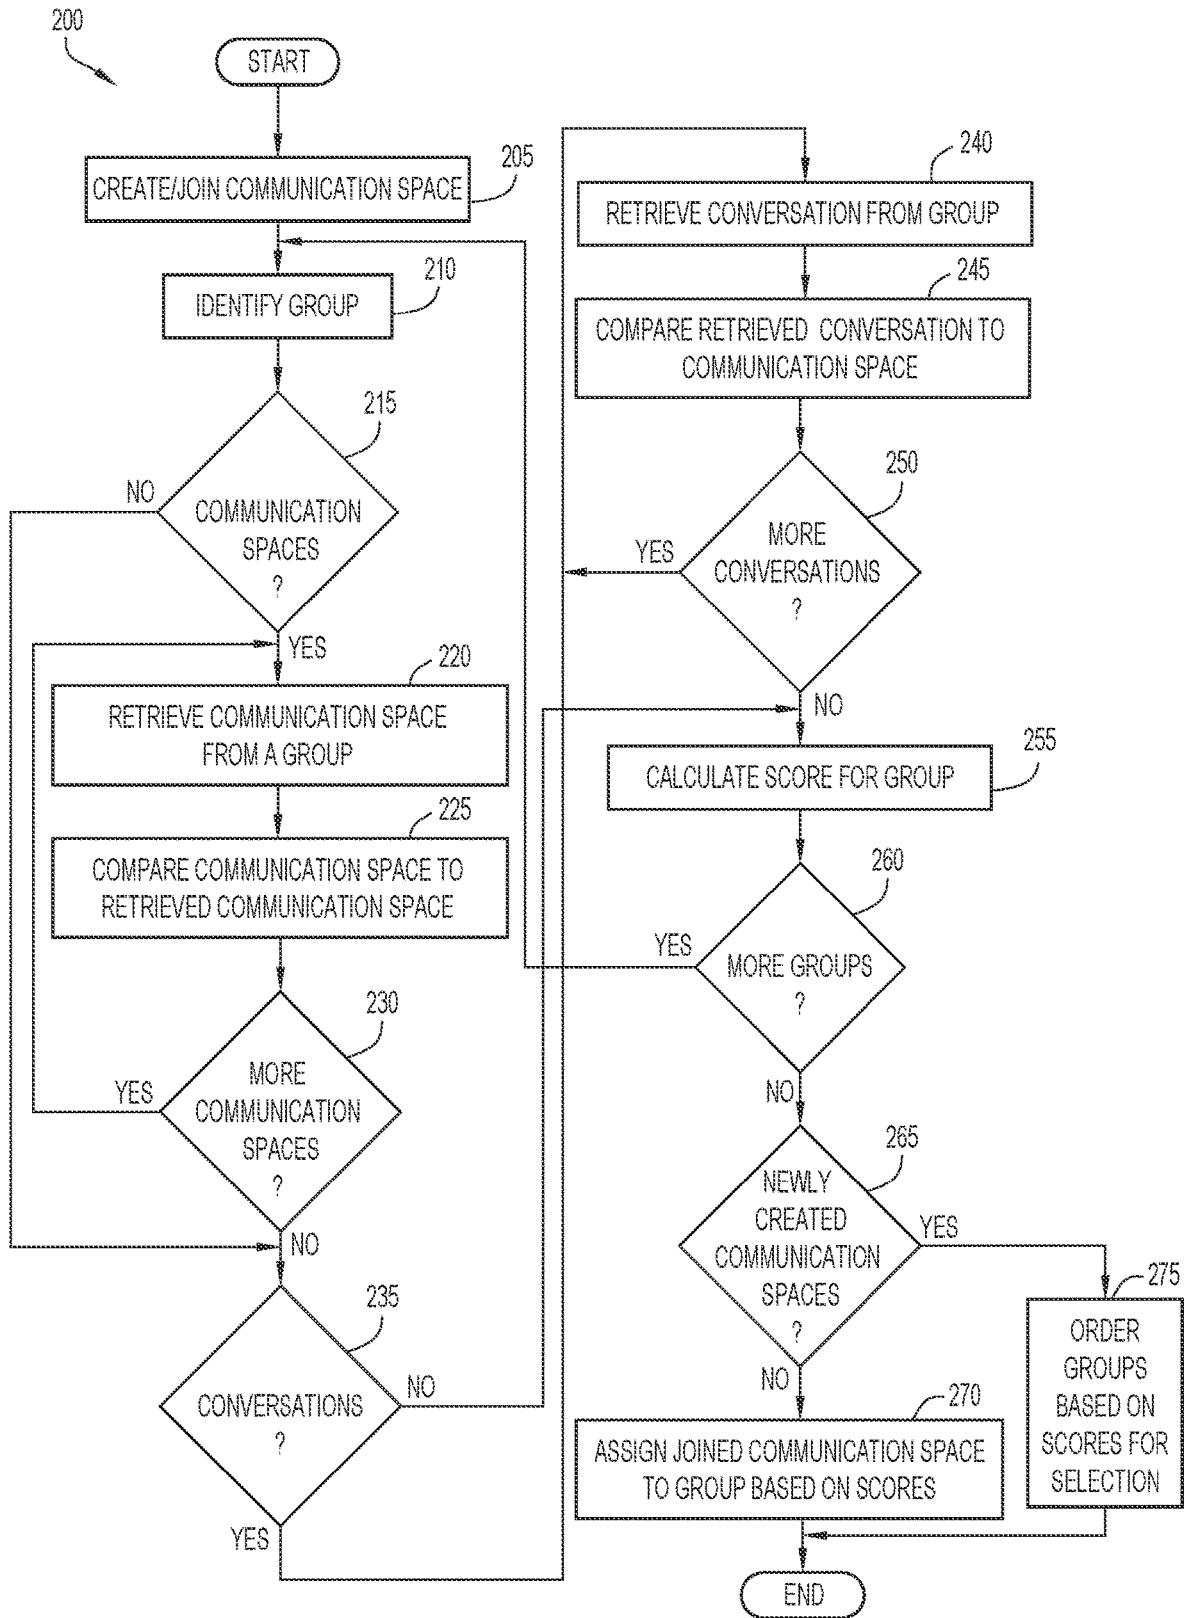 200
START
205
CREATE/JOIN COMMUNICATION SPACE
210
IDENTIFY GROUP
215
NO
COMMUNICATION
SPACES
?
YES
220
RETRIEVE COMMUNICATION SPACE
FROM A GROUP
225
COMPARE COMMUNICATION SPACE TO
RETRIEVED COMMUNICATION SPACE
230
YES
MORE
COMMUNICATION
SPACES
?
NO
235
CONVERSATIONS
?
NO
YES
240
RETRIEVE CONVERSATION FROM GROUP
245
COMPARE RETRIEVED CONVERSATION TO
COMMUNICATION SPACE
250
YES
MORE
CONVERSATIONS
?
NO
255
CALCULATE SCORE FOR GROUP
260
YES
MORE GROUPS
?
NO
265
NEWLY
CREATED
COMMUNICATION
SPACES
?
YES
NO
275
ORDER
GROUPS
BASED ON
SCORES FOR
SELECTION
270
ASSIGN JOINED COMMUNICATION SPACE
TO GROUP BASED ON SCORES
END